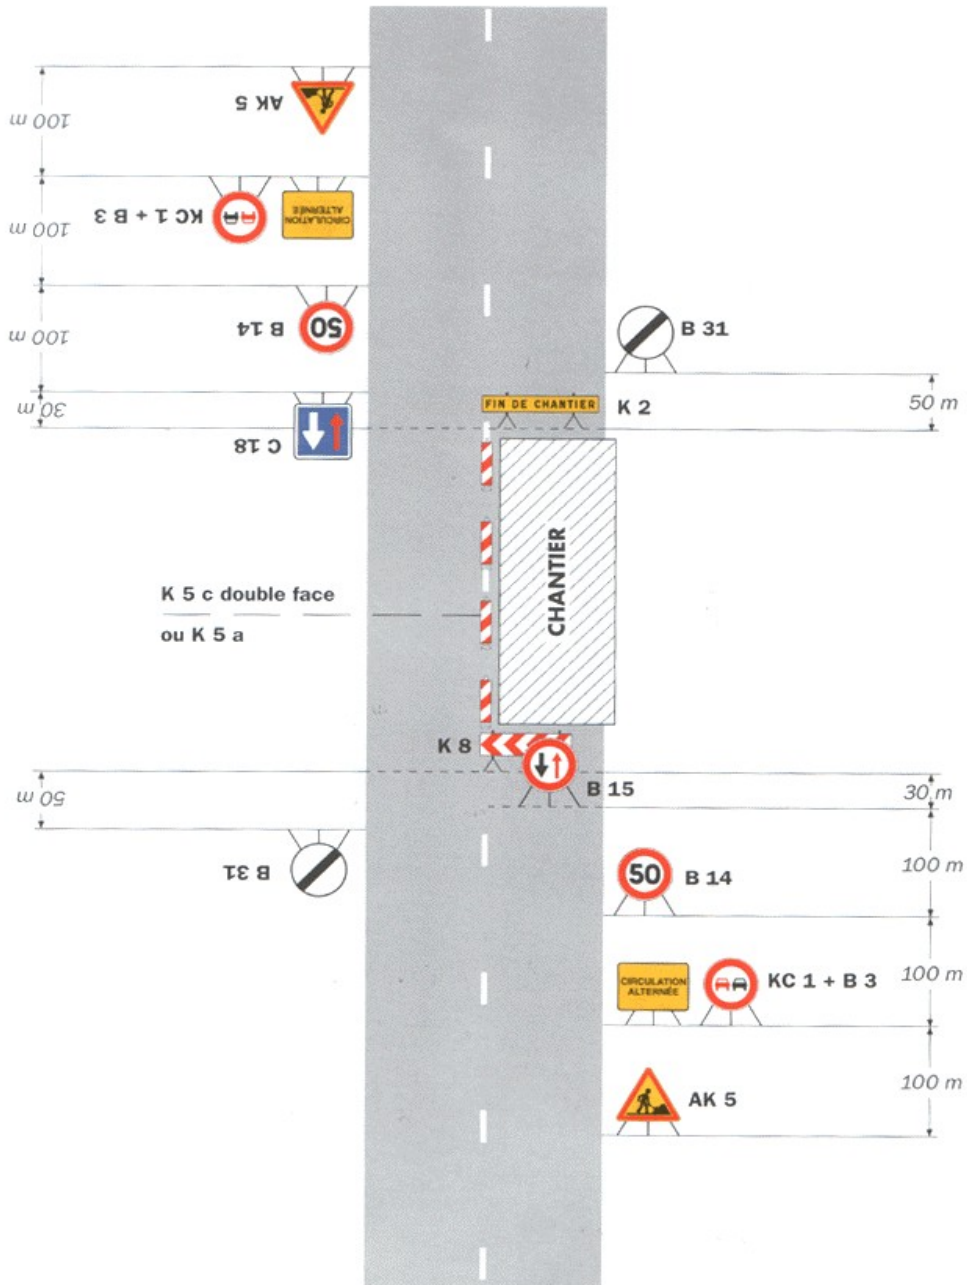 AK 5
100 m
KC 1 + B 3
CIRCULATION
ALTERNÉE
100 m
B 14
50
100 m
B 31
C 18
30 m
FIN DE CHANTIER
K 2
50 m
CHANTIER
K 5 c double face
ou K 5 a
K 8
B 15
50 m
30 m
B 31
50
B 14
100 m
CIRCULATION
ALTERNÉE
KC 1 + B 3
100 m
AK 5
100 m